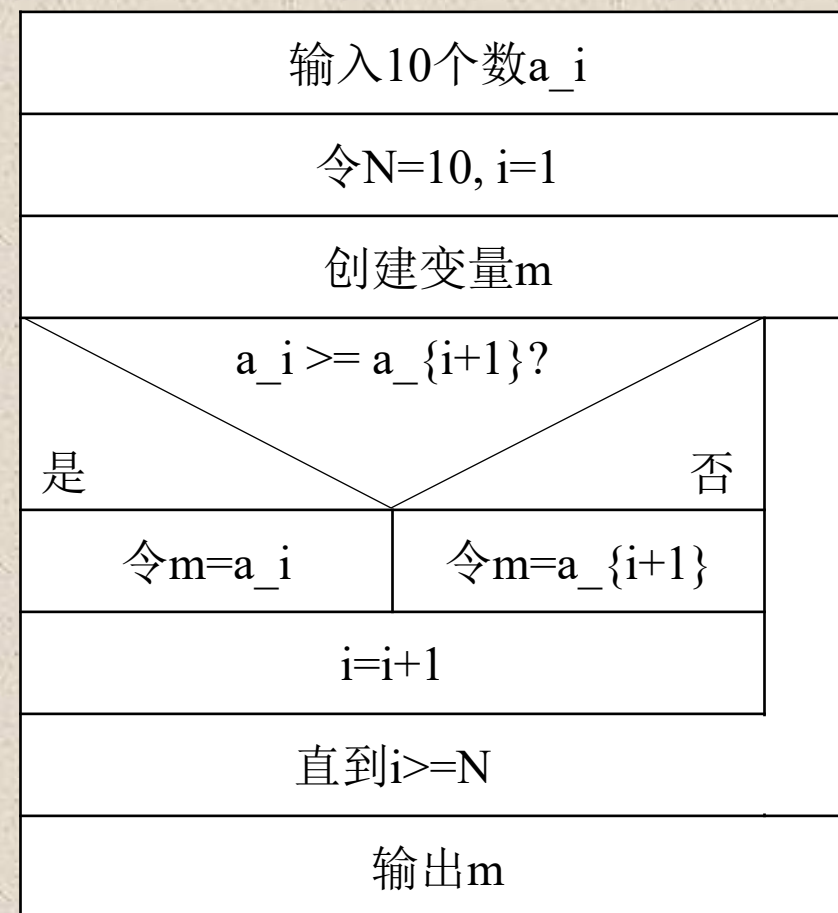 输入10个数a_i
令N=10, i=1
创建变量m
a_i >= a_{i+1}?
是
否
令m=a_i
令m=a_{i+1}
i=i+1
直到i>=N
输出m